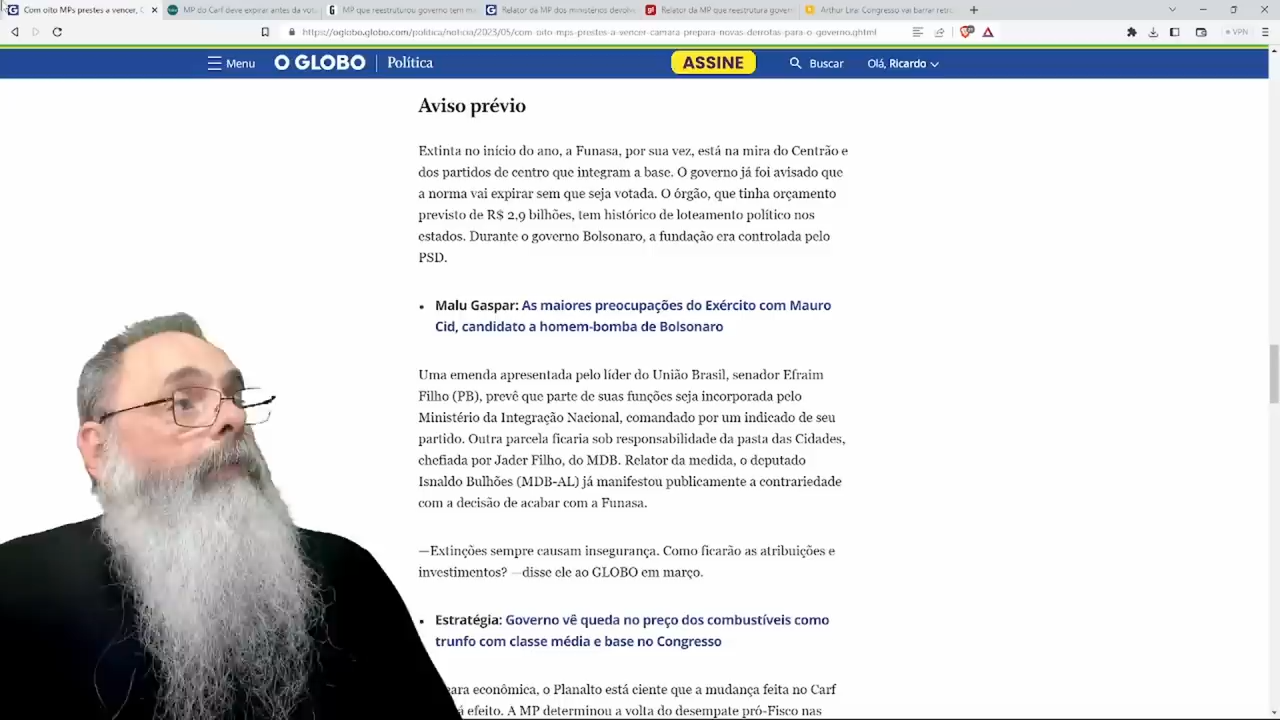 Com oito MPs prestes a vencer, C
MP do Carf deve expirar antes da vot
MP que reestruturou governo tem mu
Relator da MP dos ministérios devolv
Relator da MP que reestrutura govern
Arthur Lira: Congresso vai barrar retro
https://oglobo.globo.com/politica/noticia/2023/05/com-oito-mps-prestes-a-vencer-camara-prepara-novas-derrotas-para-o-governo.ghtml
VPN
Menu
O GLOBO
Política
ASSINE
Buscar
Olá, Ricardo
Aviso prévio
Extinta no início do ano, a Funasa, por sua vez, está na mira do Centrão e
dos partidos de centro que integram a base. O governo já foi avisado que
a norma vai expirar sem que seja votada. O órgão, que tinha orçamento
previsto de R$ 2,9 bilhões, tem histórico de loteamento político nos
estados. Durante o governo Bolsonaro, a fundação era controlada pelo
PSD.
Malu Gaspar: As maiores preocupações do Exército com Mauro
Cid, candidato a homem-bomba de Bolsonaro
Uma emenda apresentada pelo líder do União Brasil, senador Efraim
Filho (PB), prevê que parte de suas funções seja incorporada pelo
Ministério da Integração Nacional, comandado por um indicado de seu
partido. Outra parcela ficaria sob responsabilidade da pasta das Cidades,
chefiada por Jader Filho, do MDB. Relator da medida, o deputado
Isnaldo Bulhões (MDB-AL) já manifestou publicamente a contrariedade
com a decisão de acabar com a Funasa.
—Extinções sempre causam insegurança. Como ficarão as atribuições e
investimentos? —disse ele ao GLOBO em março.
Estratégia: Governo vê queda no preço dos combustíveis como
trunfo com classe média e base no Congresso
eara econômica, o Planalto está ciente que a mudança feita no Carf
á efeito. A MP determinou a volta do desempate pró-Fisco nas